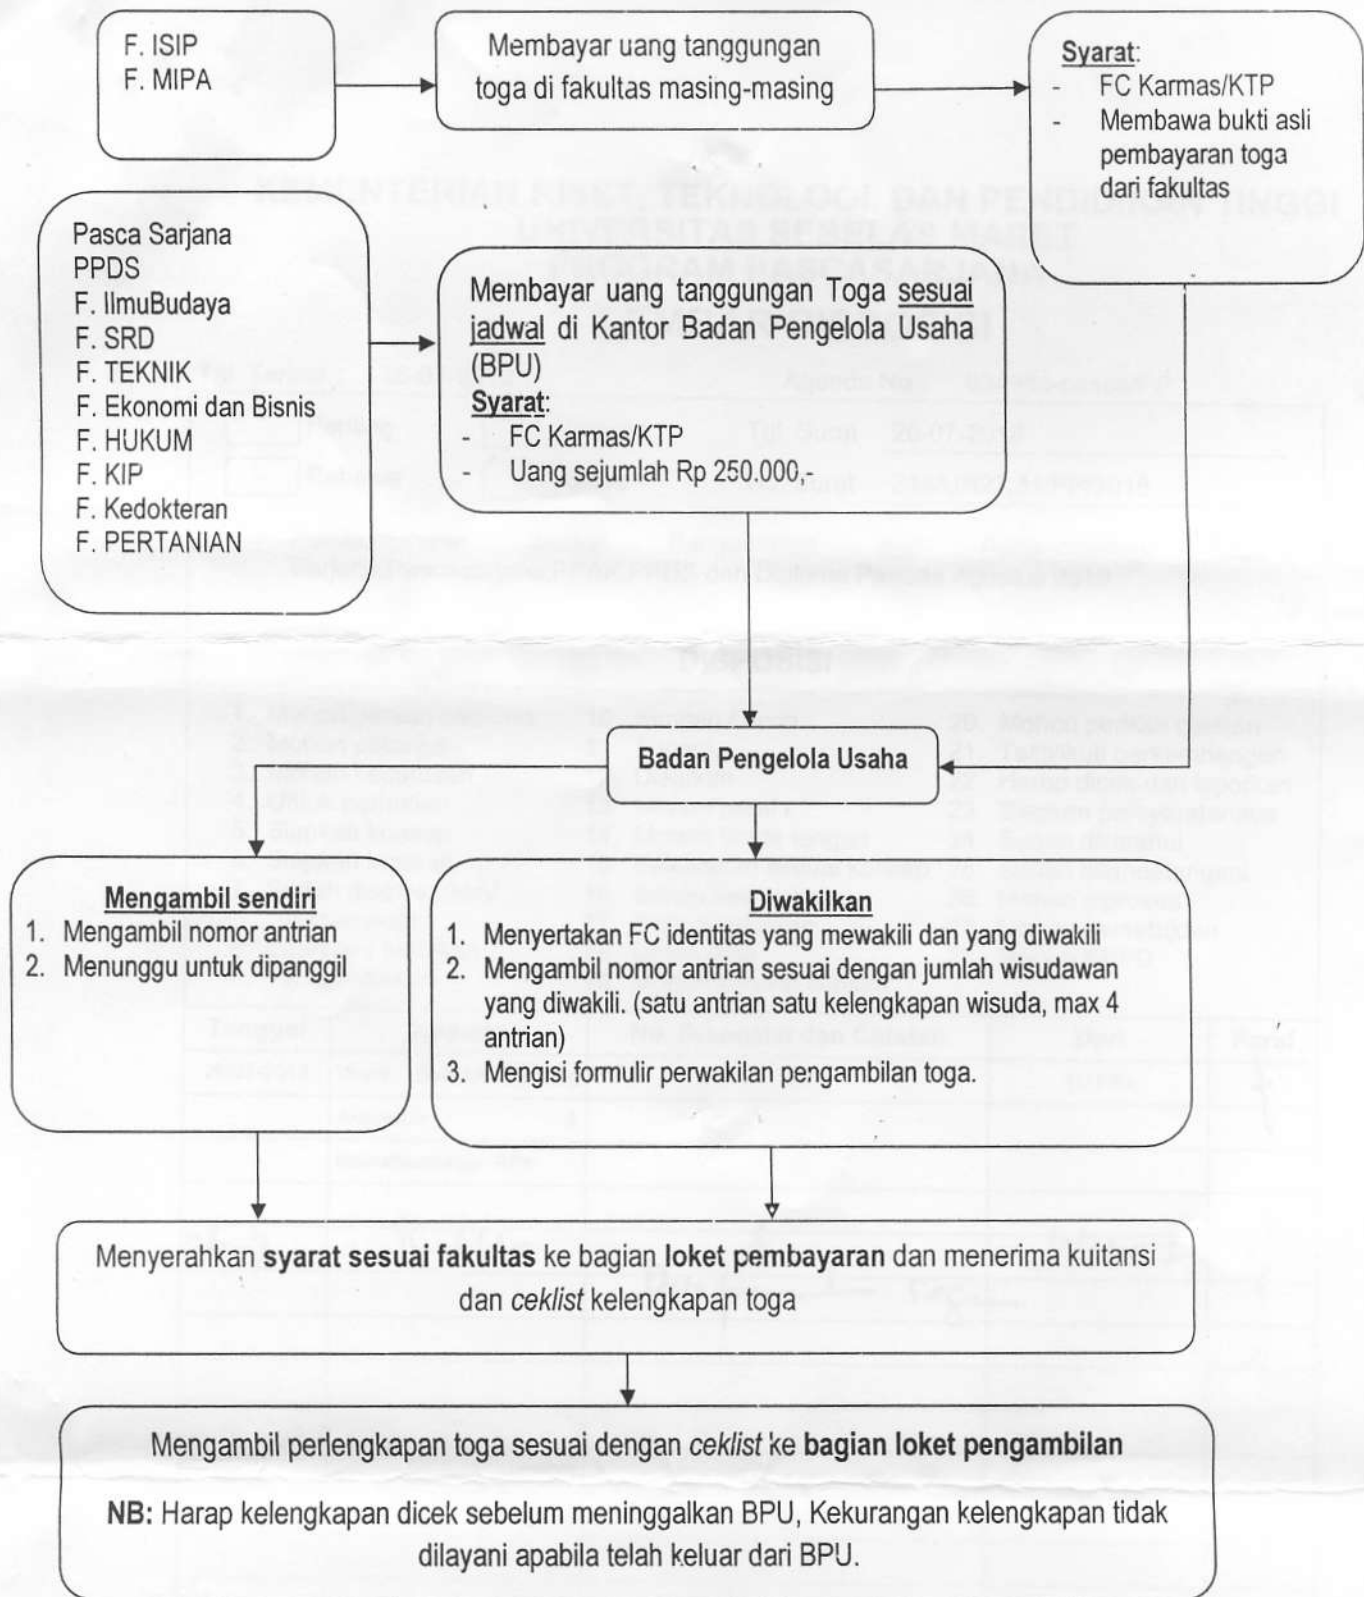 F. ISIP
F. MIPA
Membayar uang tanggungan
toga di fakultas masing-masing
Syarat:
- FC Karmas/KTP
- Membawa bukti asli
pembayaran toga
dari fakultas
Pasca Sarjana
PPDS
F. IlmuBudaya
F. SRD
F. TEKNIK
F. Ekonomi dan Bisnis
F. HUKUM
F. KIP
F. Kedokteran
F. PERTANIAN
Membayar uang tanggungan Toga sesuai
jadwal di Kantor Badan Pengelola Usaha
(BPU)
Syarat:
- FC Karmas/KTP
- Uang sejumlah Rp 250.000,-
Badan Pengelola Usaha
Mengambil sendiri
1. Mengambil nomor antrian
2. Menunggu untuk dipanggil
Diwakilkan
1. Menyertakan FC identitas yang mewakili dan yang diwakili
2. Mengambil nomor antrian sesuai dengan jumlah wisudawan
yang diwakili. (satu antrian satu kelengkapan wisuda, max 4
antrian)
3. Mengisi formulir perwakilan pengambilan toga.
Menyerahkan syarat sesuai fakultas ke bagian loket pembayaran dan menerima kuitansi
dan ceklist kelengkapan toga
Mengambil perlengkapan toga sesuai dengan ceklist ke bagian loket pengambilan
NB: Harap kelengkapan dicek sebelum meninggalkan BPU, Kekurangan kelengkapan tidak
dilayani apabila telah keluar dari BPU.